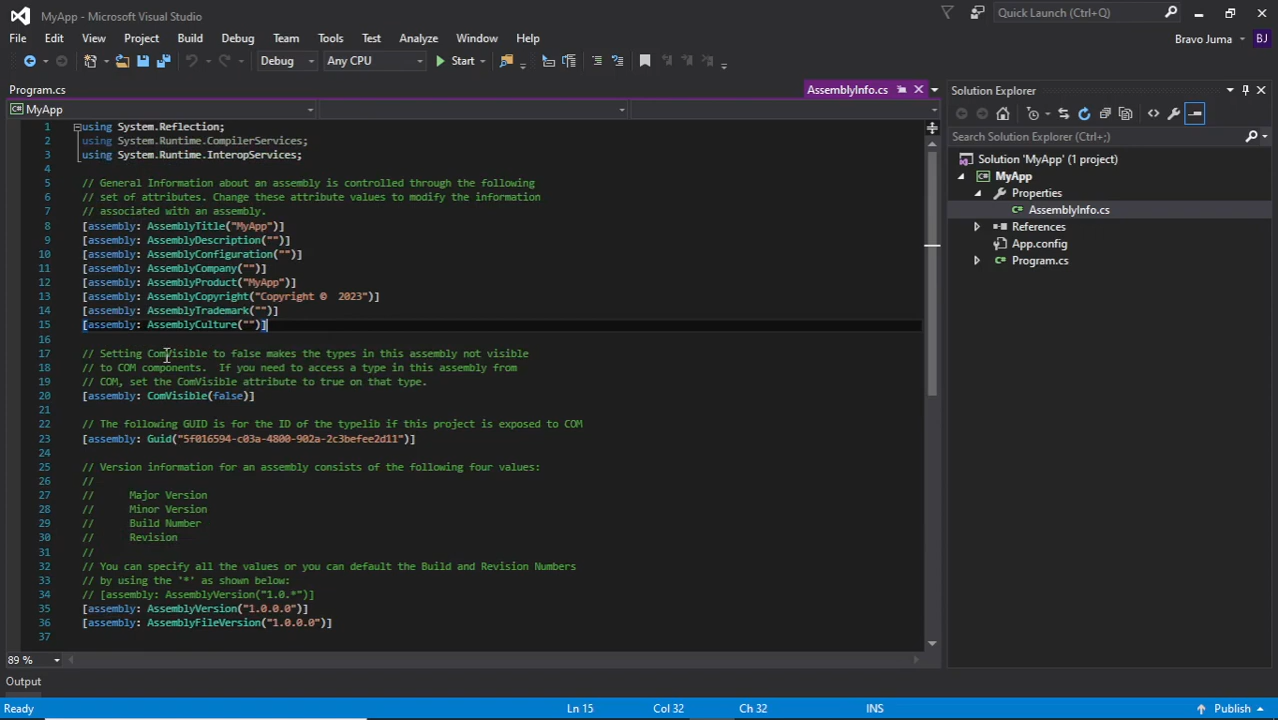 MyApp - Microsoft Visual Studio
Quick Launch (Ctrl+Q)
File Edit View Project Build Debug Team Tools Test Analyze Window Help
Bravo Juma BJ
Debug Any CPU Start
Program.cs AssemblyInfo.cs
MyApp
1 using System.Reflection;
2 using System.Runtime.CompilerServices;
3 using System.Runtime.InteropServices;
4
5 // General Information about an assembly is controlled through the following
6 // set of attributes. Change these attribute values to modify the information
7 // associated with an assembly.
8 [assembly: AssemblyTitle("MyApp")]
9 [assembly: AssemblyDescription("")]
10 [assembly: AssemblyConfiguration("")]
11 [assembly: AssemblyCompany("")]
12 [assembly: AssemblyProduct("MyApp")]
13 [assembly: AssemblyCopyright("Copyright ©  2023")]
14 [assembly: AssemblyTrademark("")]
15 [assembly: AssemblyCulture("")]
16
17 // Setting ComVisible to false makes the types in this assembly not visible
18 // to COM components.  If you need to access a type in this assembly from
19 // COM, set the ComVisible attribute to true on that type.
20 [assembly: ComVisible(false)]
21
22 // The following GUID is for the ID of the typelib if this project is exposed to COM
23 [assembly: Guid("5f016594-c03a-4800-902a-2c3befee2d11")]
24
25 // Version information for an assembly consists of the following four values:
26 //
27 //      Major Version
28 //      Minor Version
29 //      Build Number
30 //      Revision
31 //
32 // You can specify all the values or you can default the Build and Revision Numbers
33 // by using the '*' as shown below:
34 // [assembly: AssemblyVersion("1.0.*")]
35 [assembly: AssemblyVersion("1.0.0.0")]
36 [assembly: AssemblyFileVersion("1.0.0.0")]
37
89 %
Solution Explorer
Search Solution Explorer (Ctrl+;)
Solution 'MyApp' (1 project)
MyApp
Properties
AssemblyInfo.cs
References
App.config
Program.cs
Output
Ready Ln 15 Col 32 Ch 32 INS Publish